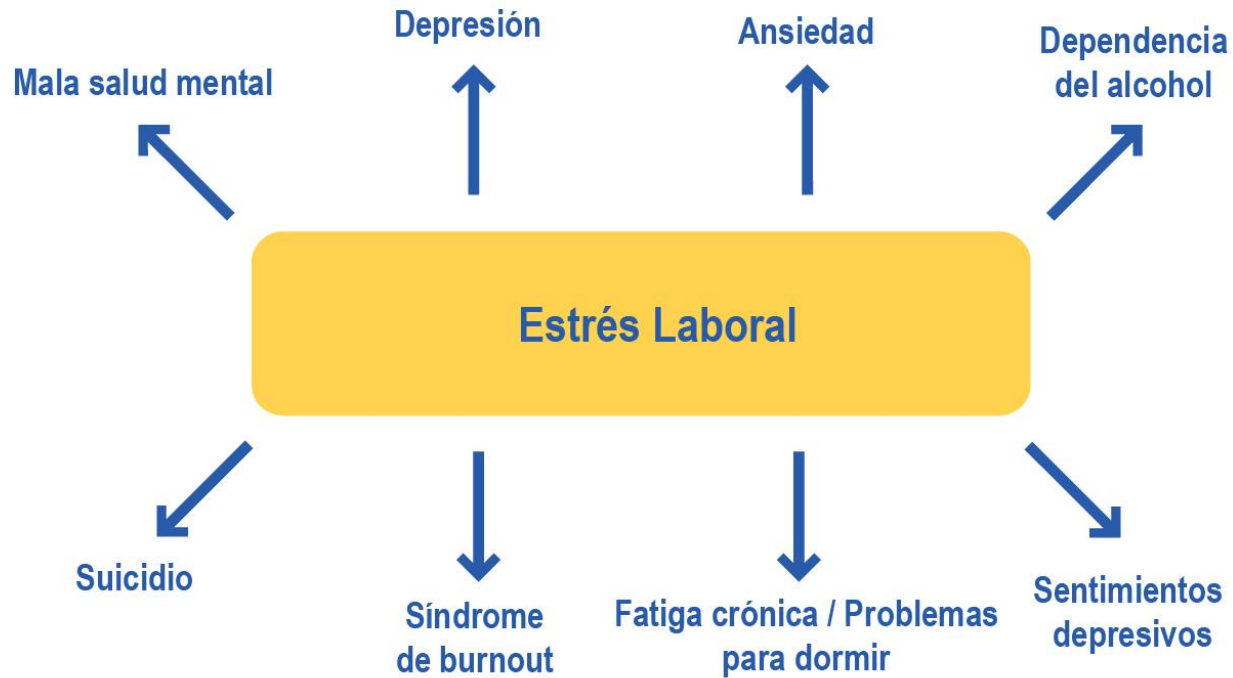 Depresión
Ansiedad
Dependencia
del alcohol
Mala salud mental
Estrés Laboral
Suicidio
Síndrome
de burnout
Fatiga crónica / Problemas
para dormir
Sentimientos
depresivos